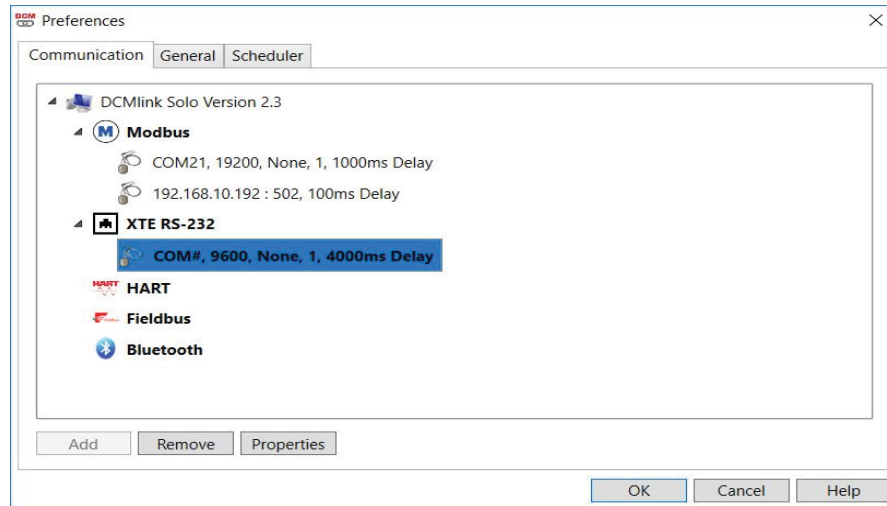 DCM Preferences
Communication General Scheduler
DCMlink Solo Version 2.3
M Modbus
COM21, 19200, None, 1, 1000ms Delay
192.168.10.192 : 502, 100ms Delay
XTE RS-232
COM#, 9600, None, 1, 4000ms Delay
HART HART
Fieldbus
Bluetooth
Add Remove Properties
OK Cancel Help